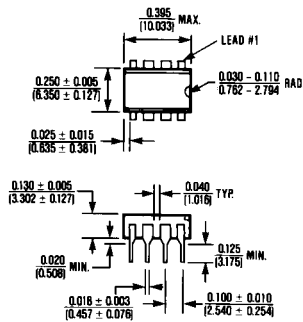 0.395
(10.033) MAX.
LEAD #1
0.250 ± 0.005
(6.350 ± 0.127)
0.030 - 0.110
0.762 - 2.794 RAD
0.025 ± 0.015
(0.635 ± 0.381)
0.130 ± 0.005
(3.302 ± 0.127)
0.040
(1.016) TYP.
0.020
(0.508) MIN.
0.125
(3.175) MIN.
0.018 ± 0.003
(0.457 ± 0.076)
0.100 ± 0.010
(2.540 ± 0.254)